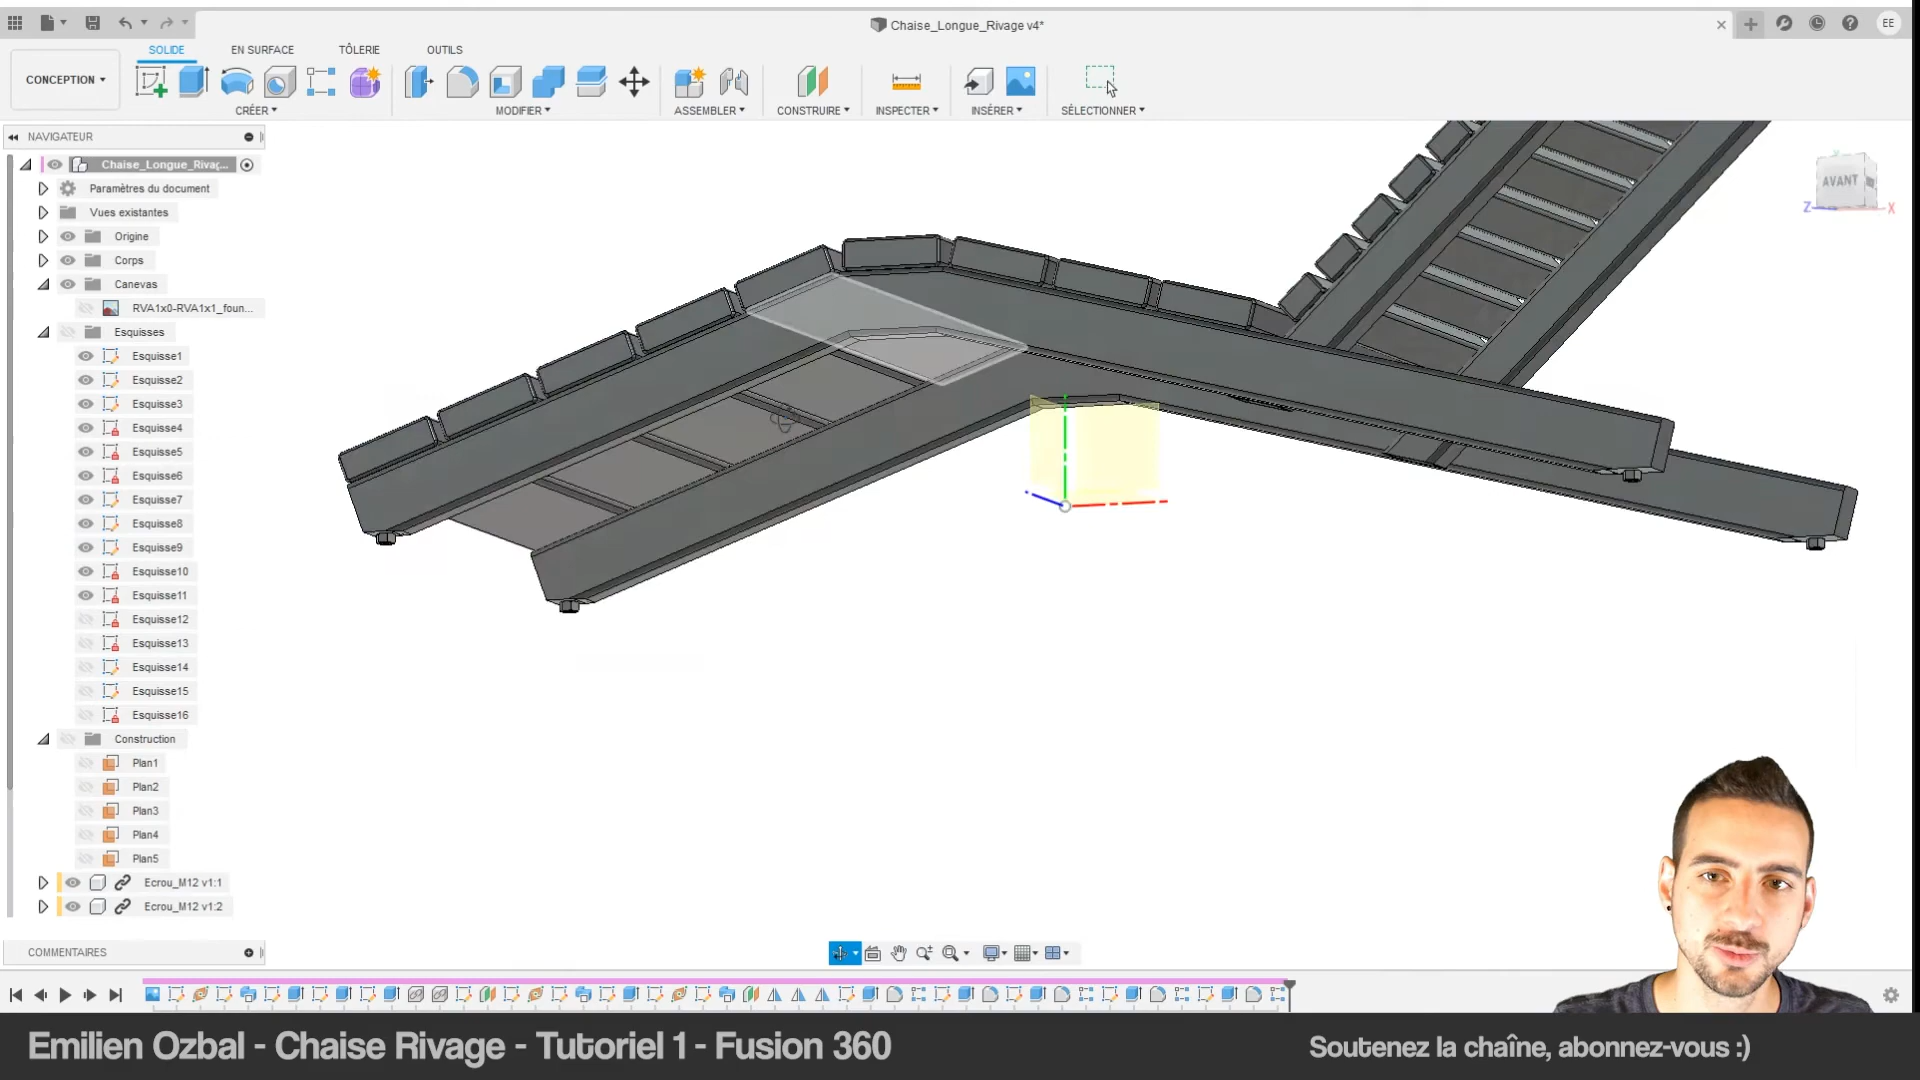 Chaise_Longue_Rivage v4*
EE
SOLIDE
EN SURFACE
TÔLERIE
OUTILS
CONCEPTION
CRÉER
MODIFIER
ASSEMBLER
CONSTRUIRE
INSPECTER
INSÉRER
SÉLECTIONNER
NAVIGATEUR
Chaise_Longue_Rivag...
Paramètres du document
Vues existantes
Origine
Corps
Canevas
RVA1x0-RVA1x1_foun...
Esquisses
Esquisse1
Esquisse2
Esquisse3
Esquisse4
Esquisse5
Esquisse6
Esquisse7
Esquisse8
Esquisse9
Esquisse10
Esquisse11
Esquisse12
Esquisse13
Esquisse14
Esquisse15
Esquisse16
Construction
Plan1
Plan2
Plan3
Plan4
Plan5
Ecrou_M12 v1:1
Ecrou_M12 v1:2
AVANT
Z
X
COMMENTAIRES
Emilien Ozbal - Chaise Rivage - Tutoriel 1 - Fusion 360
Soutenez la chaîne, abonnez-vous :)